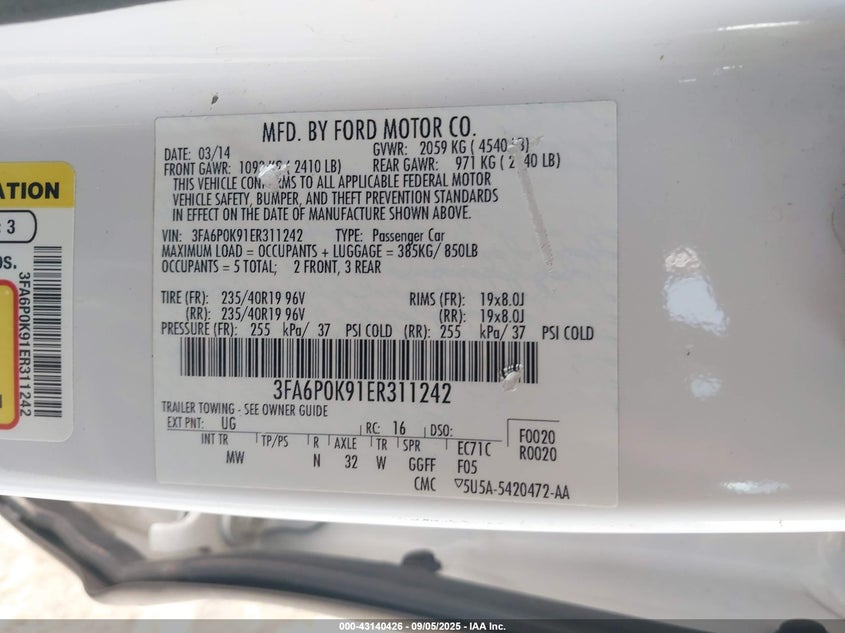 MFD. BY FORD MOTOR CO.
DATE: 03/14 GVWR: 2059 KG ( 4540
FRONT GAWR: ( 2410 LB) REAR GAWR: 971 KG ( LB)
THIS VEHICLE TO ALL APPLICABLE FEDERAL MOTOR
VEHICLE SAFETY, BUMPER, AND THEFT PREVENTION STANDARDS
IN EFFECT ON THE DATE OF MANUFACTURE SHOWN ABOVE.
VIN: 3FA6P0K91ER311242 TYPE: Passenger Car
MAXIMUM LOAD = OCCUPANTS + LUGGAGE = 385KG/ 850LB
OCCUPANTS = 5 TOTAL; 2 FRONT, 3 REAR
TIRE (FR): 235/40R19 96V RIMS (FR): 19x8.0J
(RR): 235/40R19 96V (RR): 19x8.0J
PRESSURE (FR): 255 kPa/ 37 PSI COLD (RR): 255 kPa/ 37 PSI COLD
3FA6P0K91ER311242
TRAILER TOWING - SEE OWNER GUIDE
EXT PNT: UG RC: 16 DSO:
INT TR TP/PS R AXLE TR SPR EC71C F0020
MW N 32 W GGFF F05 R0020
CMC ▽5U5A-5420472-AA
ATION
: 3
os.
3FA6P0K91ER311242
000-43140426 - 09/05/2025 - IAA Inc.